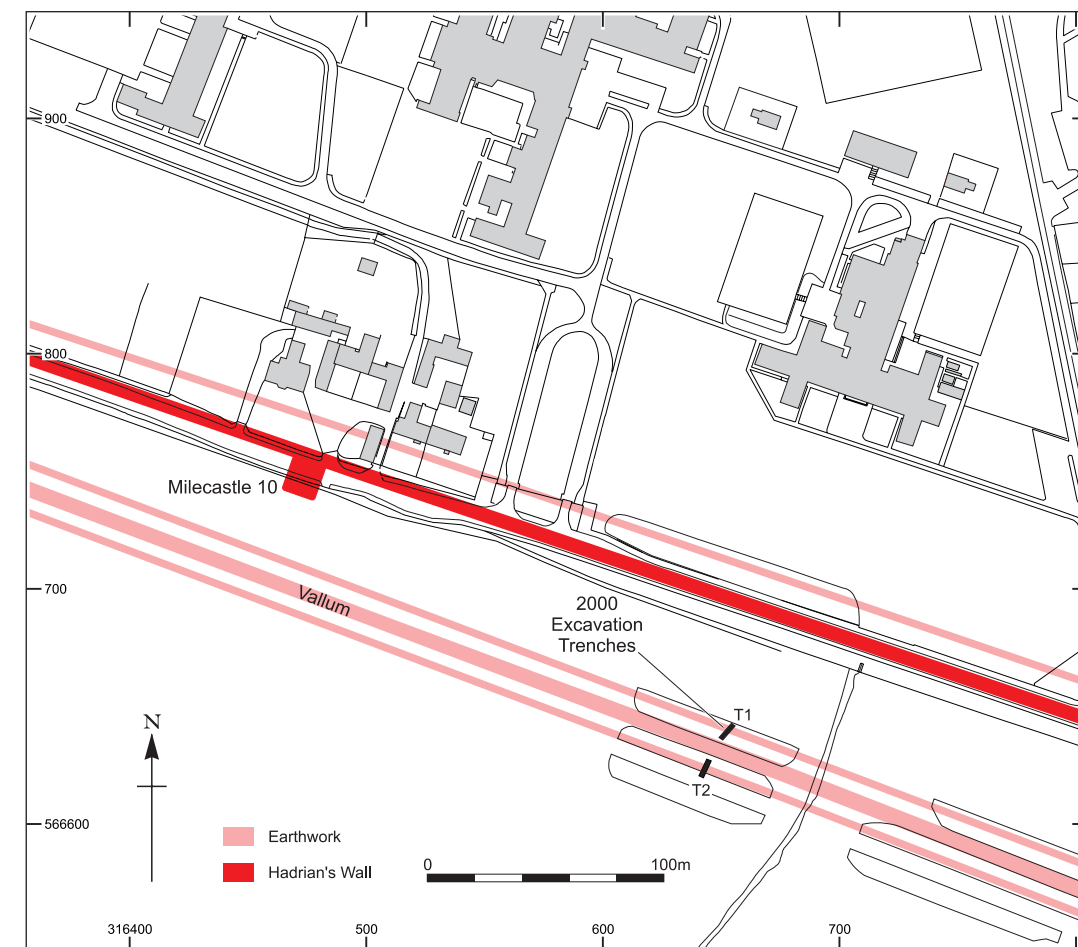 900
800
Milecastle 10
700
Vallum
2000
Excavation
Trenches
T1
T2
N
566600
Earthwork
Hadrian's Wall
0
100m
316400
500
600
700